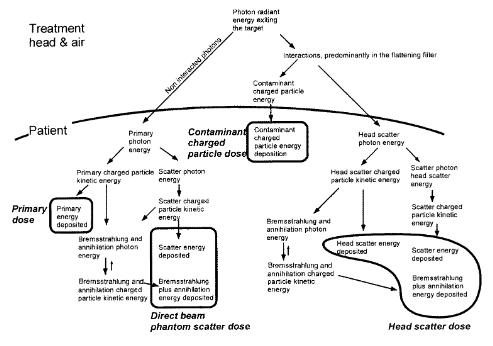 Treatment
head & air
Photon radiant
energy exiting
the target
Non interacted photons
Interactions, predominantly in the flattening filter
Contaminant
charged particle
energy
Patient
Primary
photon
energy
Contaminant
charged
particle dose
Contaminant
charged
particle energy
deposition
Head scatter
photon energy
Primary charged particle
kinetic energy
Scatter photon
energy
Head scatter charged
particle kinetic energy
Scatter photon
head scatter
energy
Primary
dose
Primary
energy
deposited
Scatter charged
particle kinetic
energy
Scatter charged
particle kinetic
energy
Bremsstrahlung and
annihilation photon
energy
Bremsstrahlung and
annihilation photon
energy
Scatter energy
deposited
Head scatter energy
deposited
Scatter energy
deposited
Bremsstrahlung and
annihilation charged
particle kinetic energy
Bremsstrahlung
plus annihilation
energy deposited
Bremsstrahlung and
annihilation charged
particle kinetic
energy
Bremsstrahlung
plus annihilation
energy deposited
Direct beam
phantom scatter dose
Head scatter dose